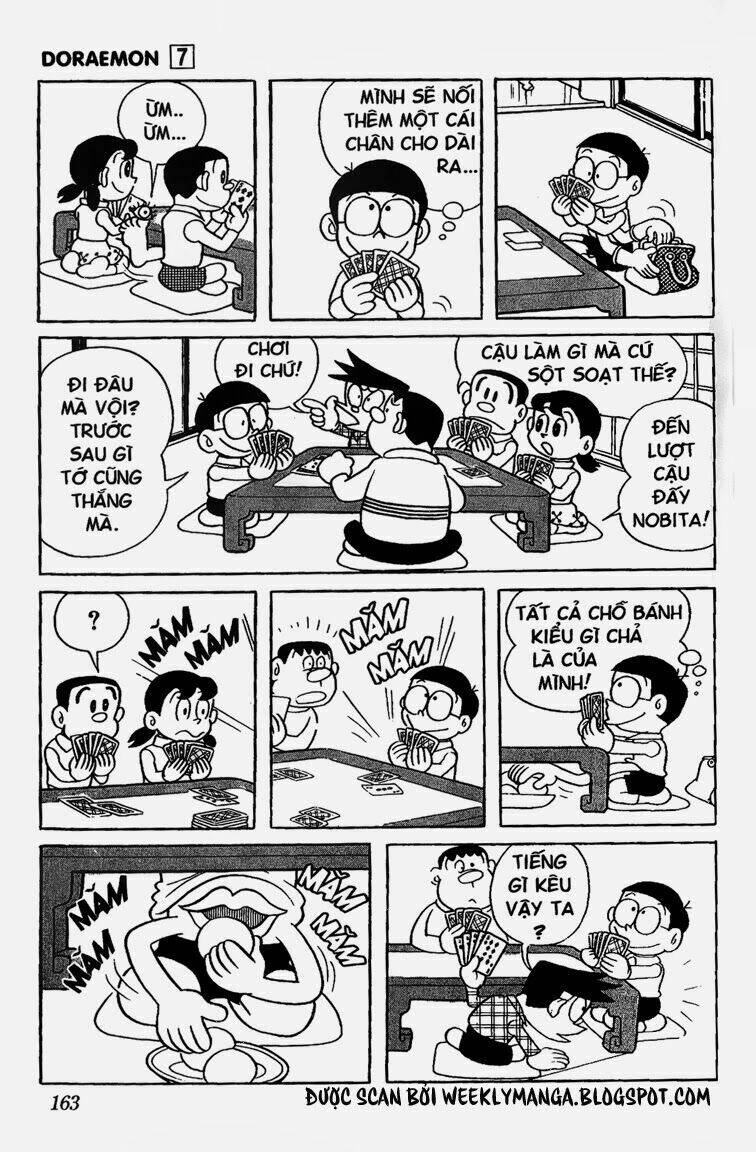 DORAEMON 7
ỪM..
ỪM...
MÌNH SẼ NỐI
THÊM MỘT CÁI
CHÂN CHO DÀI
RA...
ĐI ĐÂU
MÀ VỘI?
TRƯỚC
SAU GÌ
TỚ CŨNG
THẮNG
MÀ.
CHƠI
ĐI CHỨ!
CẬU LÀM GÌ MÀ CỨ
SỘT SOẠT THẾ?
ĐẾN
LƯỢT
CẬU
ĐẤY
NOBITA!
?
MĂM
MĂM
MĂM
MĂM
TẤT CẢ CHỖ BÁNH
KIỂU GÌ CHẢ
LÀ CỦA
MÌNH!
MĂM
MĂM
MĂM
MĂM
TIẾNG
GÌ KÊU
VẬY TA
?
163
ĐƯỢC SCAN BỞI WEEKLYMANGA.BLOGSPOT.COM